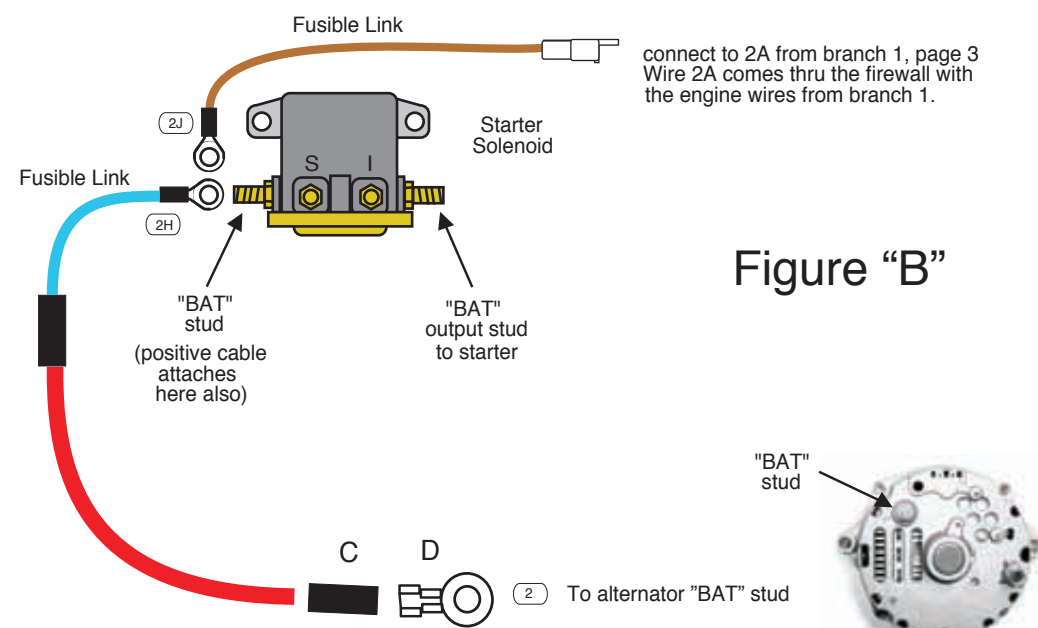 Fusible Link
connect to 2A from branch 1, page 3
Wire 2A comes thru the firewall with
the engine wires from branch 1.
2J
Starter
Solenoid
S I
Fusible Link
2H
Figure “B”
"BAT"
stud
(positive cable
attaches
here also)
"BAT"
output stud
to starter
"BAT"
stud
C D
2 To alternator "BAT" stud